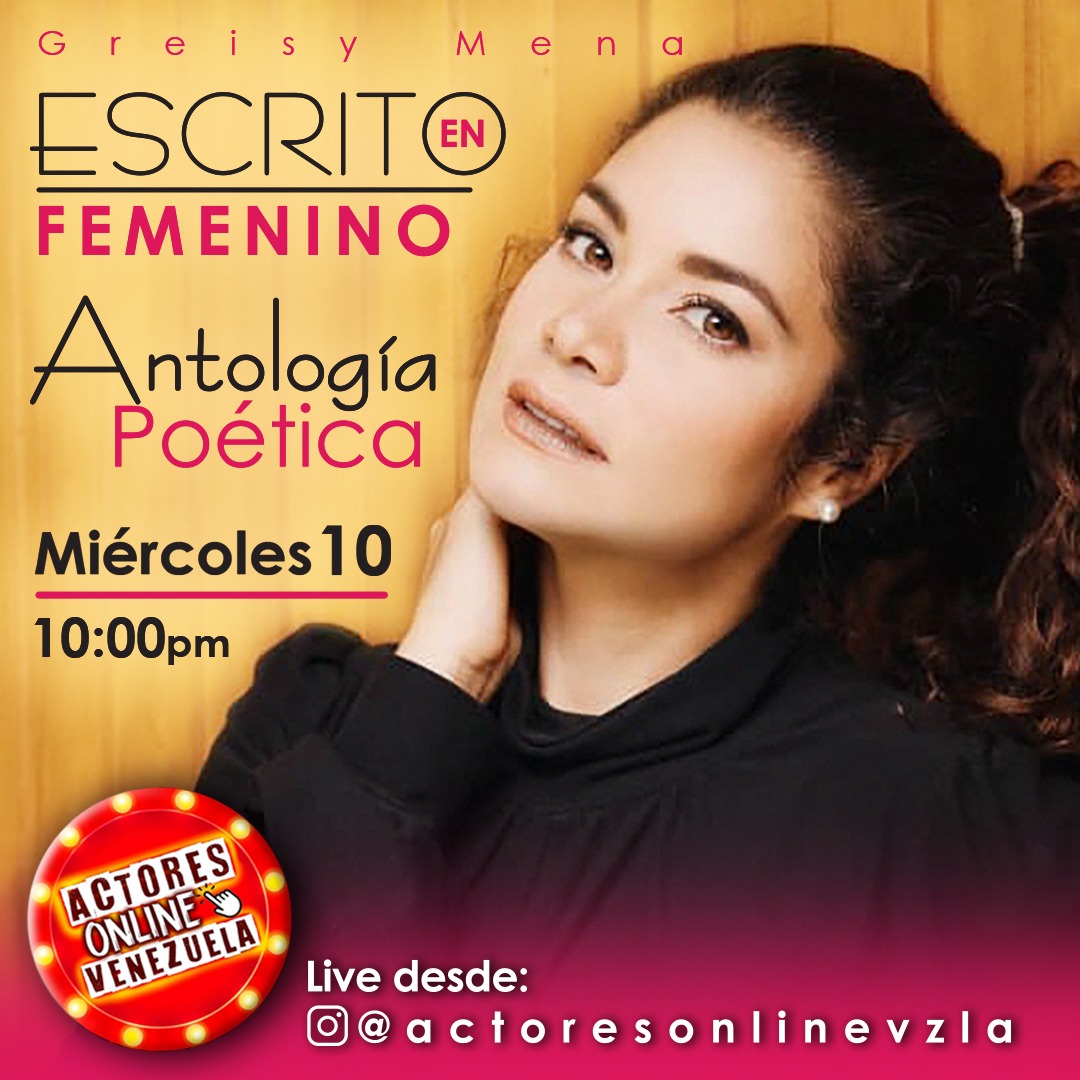 Greisy Mena
ESCRITO EN
FEMENINO
Antología
Poética
Miércoles 10
10:00pm
ACTORES
ONLINE
VENEZUELA
Live desde:
@actoresonlinevzla